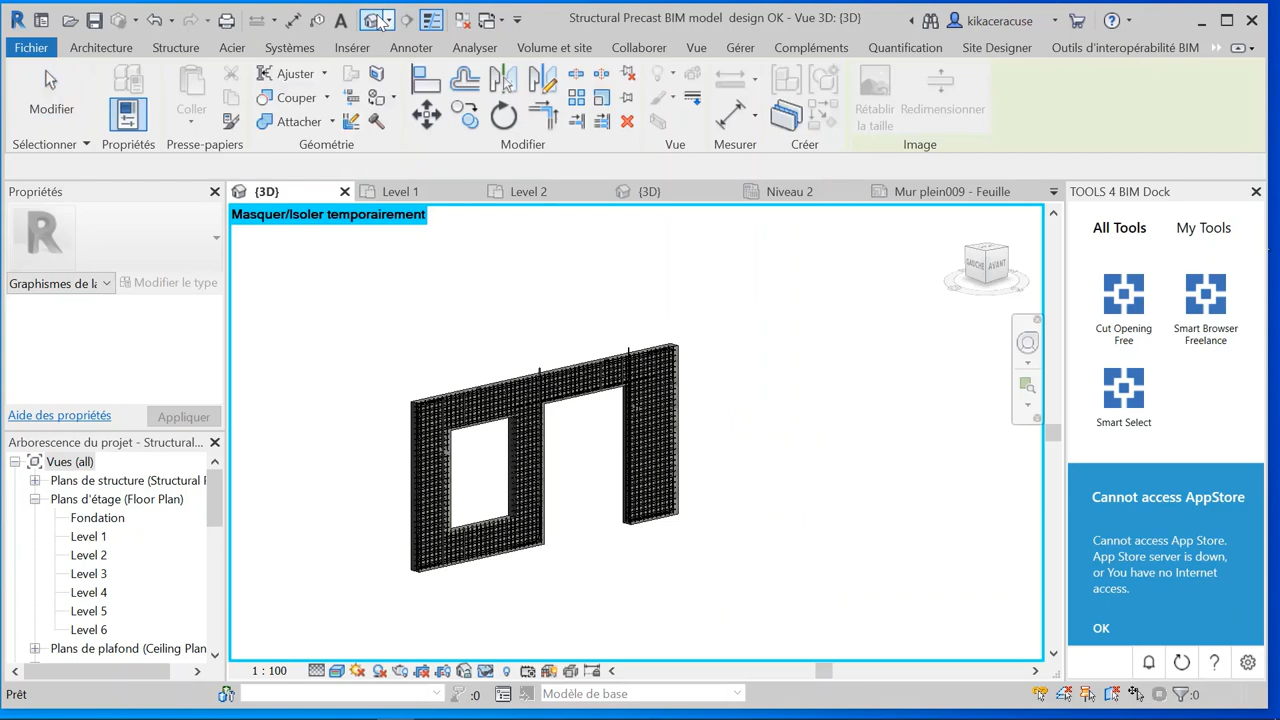 Structural Precast BIM model design OK - Vue 3D: {3D}
kikaceracuse
Fichier Architecture Structure Acier Systèmes Insérer Annoter Analyser Volume et site Collaborer Vue Gérer Compléments Quantification Site Designer Outils d'interopérabilité BIM
Modifier
Coller
Ajuster
Couper
Attacher
Rétablir la taille
Redimensionner
Sélectionner Propriétés Presse-papiers Géométrie Modifier Vue Mesurer Créer Image
Propriétés
{3D} Level 1 Level 2 {3D} Niveau 2 Mur plein009 - Feuille
TOOLS 4 BIM Dock
Masquer/Isoler temporairement
All Tools My Tools
GAUCHE AVANT
Graphismes de la
Modifier le type
Cut Opening Free
Smart Browser Freelance
Smart Select
Aide des propriétés
Appliquer
Arborescence du projet - Structural...
Vues (all)
Plans de structure (Structural P
Plans d'étage (Floor Plan)
Fondation
Level 1
Level 2
Level 3
Level 4
Level 5
Level 6
Plans de plafond (Ceiling Plan
Cannot access AppStore
Cannot access App Store.
App Store server is down,
or You have no Internet
access.
OK
1 : 100
Prêt
:0
Modèle de base
:0